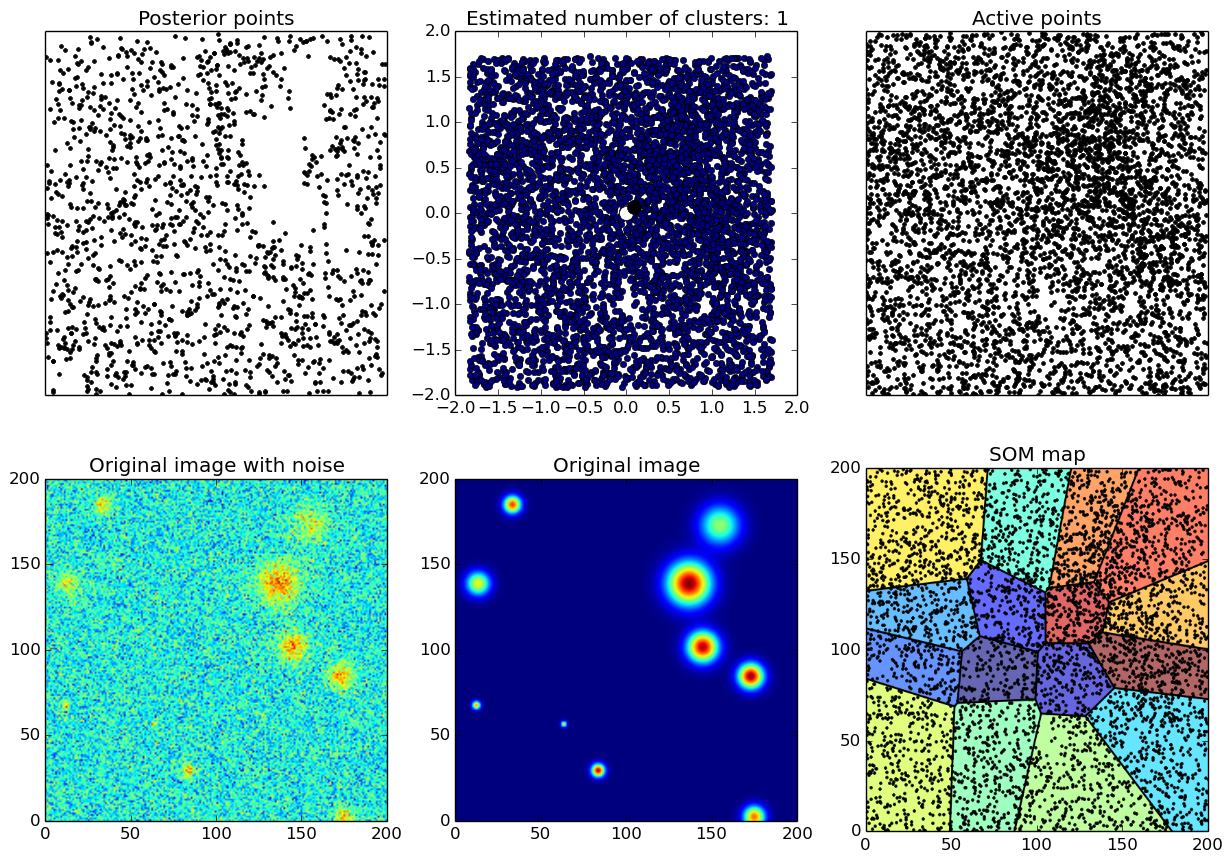 Posterior points
Estimated number of clusters: 1
Active points
2.0
1.5
1.0
0.5
0.0
−0.5
−1.0
−1.5
−2.0
−2.0 −1.5 −1.0 −0.5 0.0 0.5 1.0 1.5 2.0
Original image with noise
Original image
SOM map
200
150
100
50
0
0 50 100 150 200
200
150
100
50
0
0 50 100 150 200
200
150
100
50
0
0 50 100 150 200